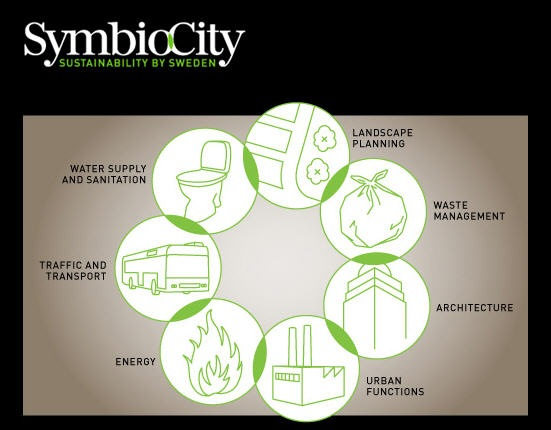 SymbioCity
SUSTAINABILITY BY SWEDEN
LANDSCAPE
PLANNING
WATER SUPPLY
AND SANITATION
WASTE
MANAGEMENT
TRAFFIC AND
TRANSPORT
ARCHITECTURE
ENERGY
URBAN
FUNCTIONS